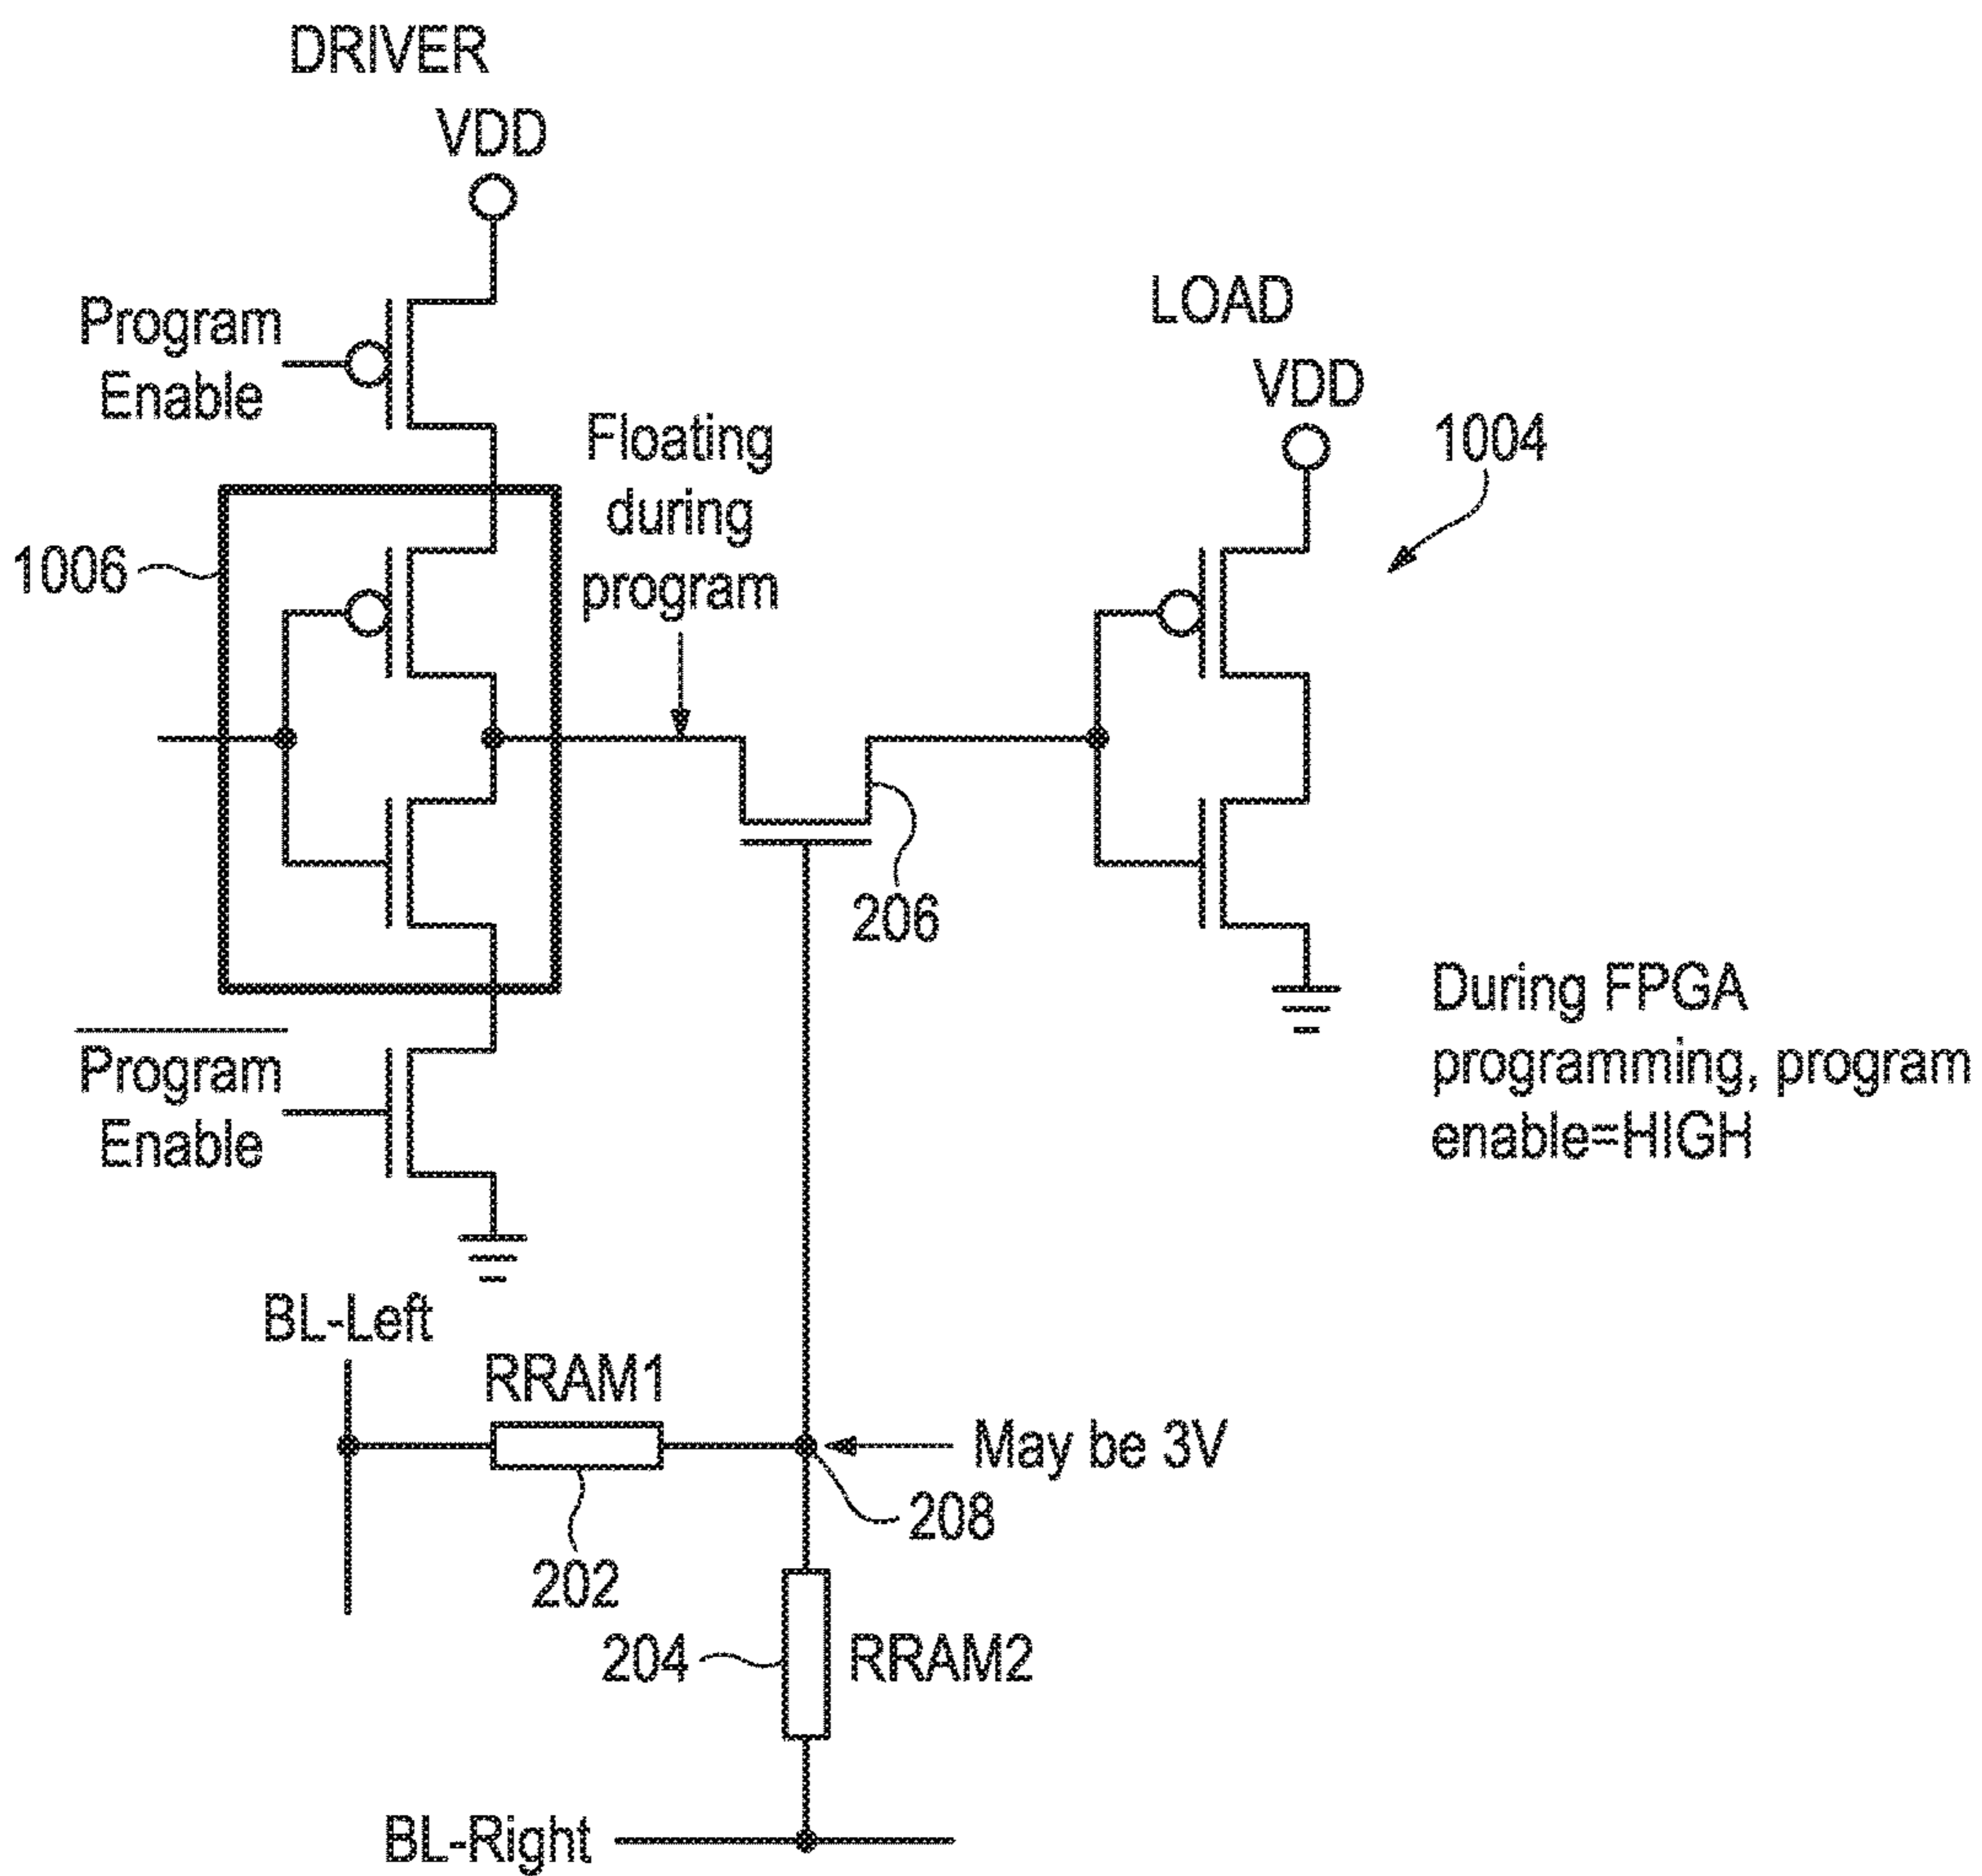 DRIVER
VDD
Program
Enable
LOAD
VDD
1004
Floating
during
program
1006
206
During FPGA
programming, program
enable=HIGH
Program
Enable
BL-Left
RRAM1
May be 3V
208
202
204
RRAM2
BL-Right